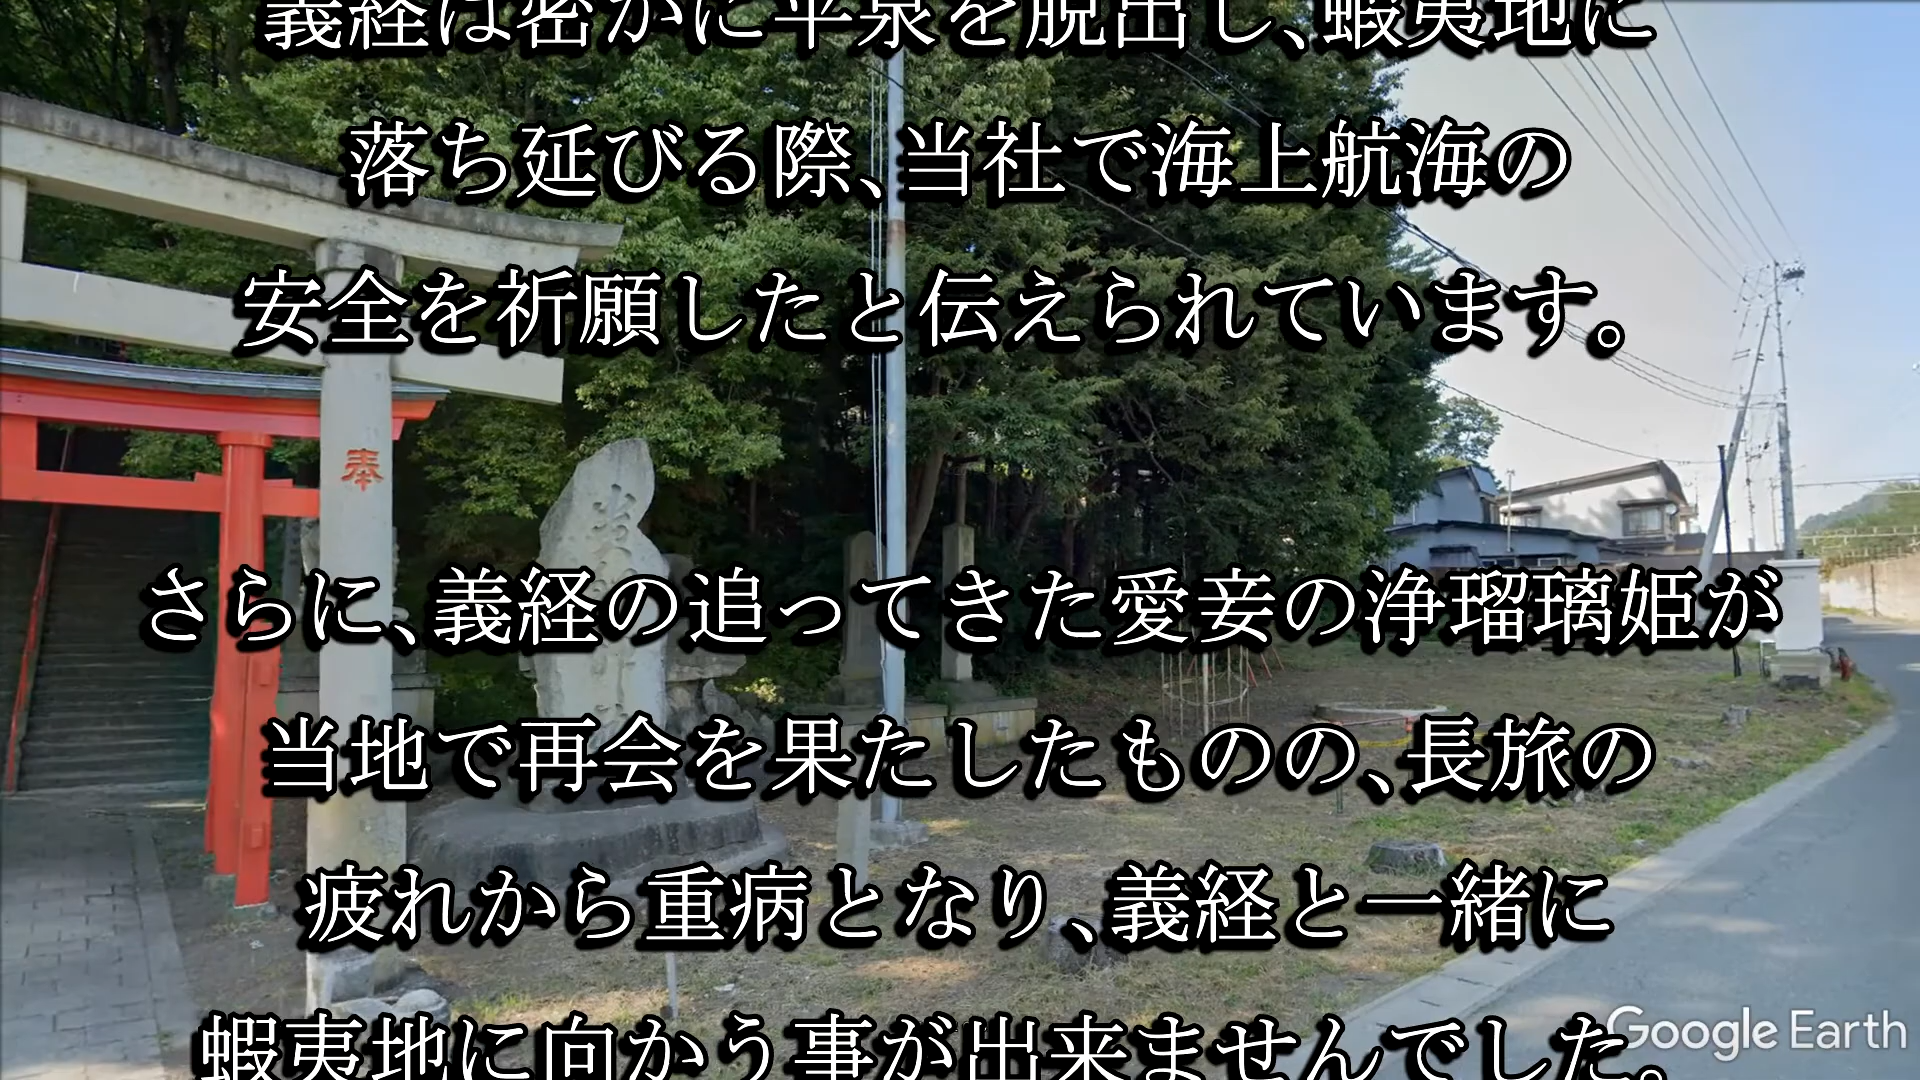 義経は密かに平泉を脱出し、蝦夷地に
落ち延びる際、当社で海上航海の
安全を祈願したと伝えられています。
さらに、義経の追ってきた愛妾の浄瑠璃姫が
当地で再会を果たしたものの、長旅の
疲れから重病となり、義経と一緒に
蝦夷地に向かう事が出来ませんでした。
奉
Google Earth